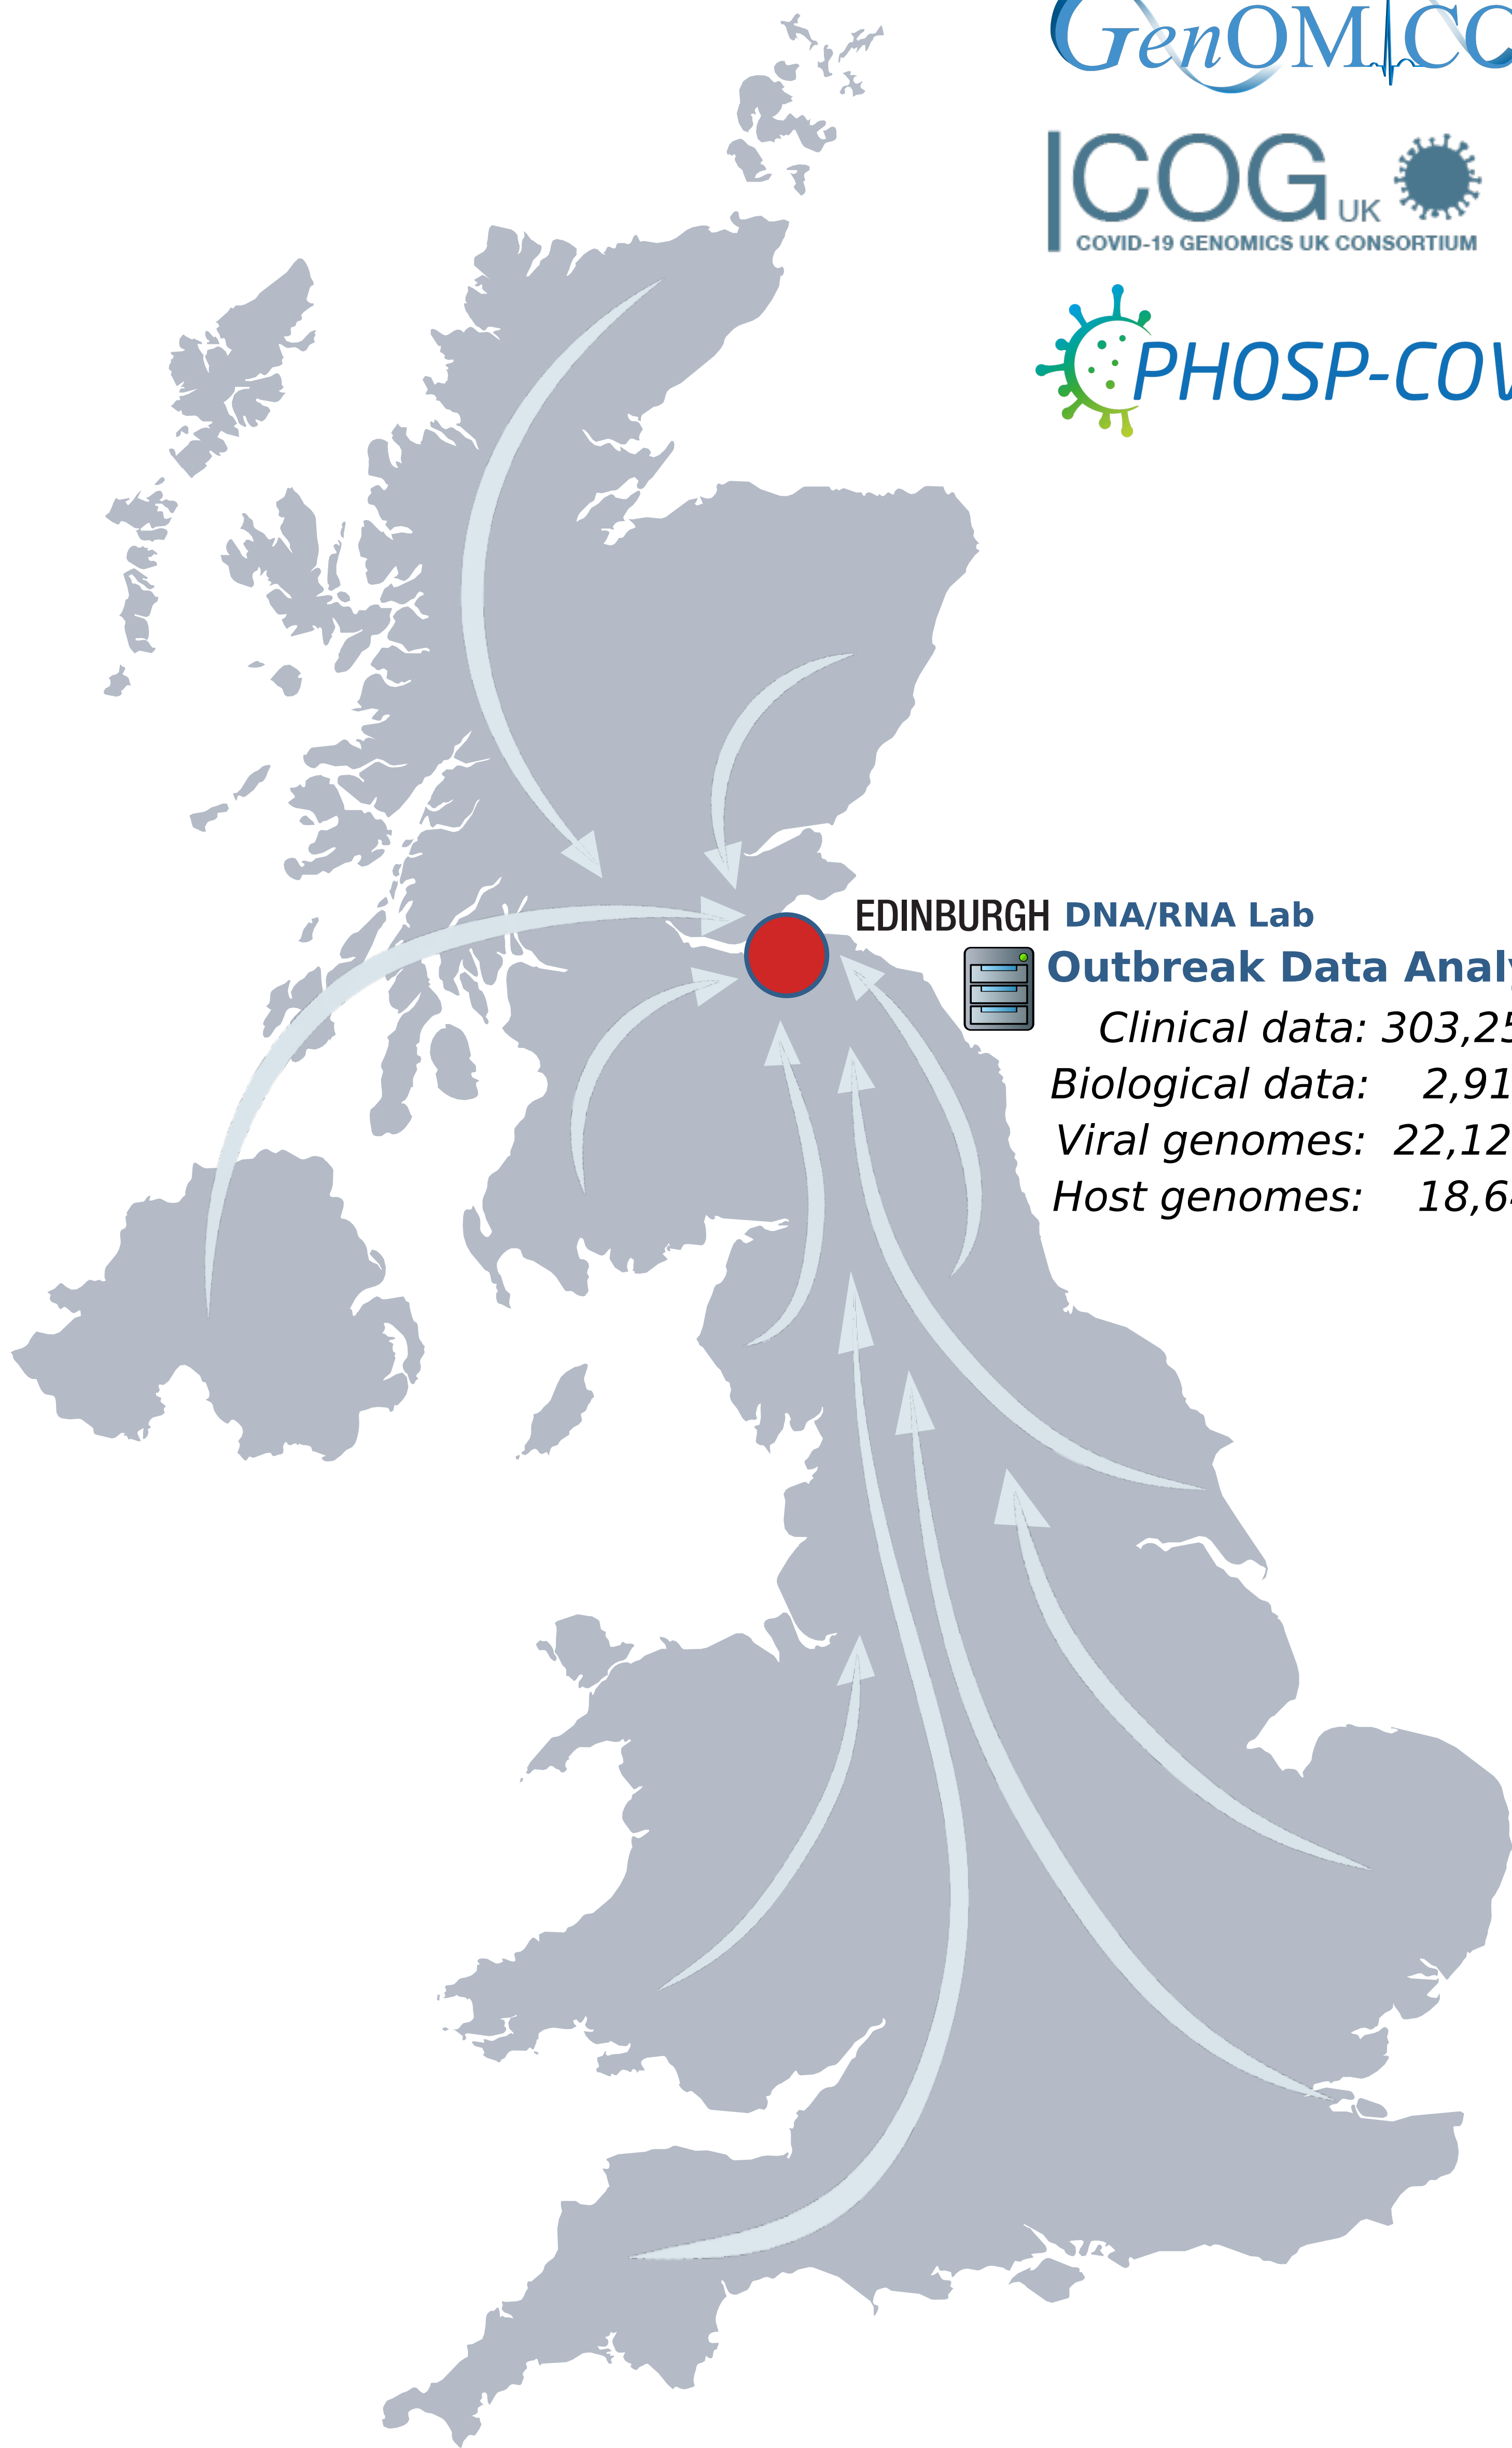 GenOMICC
COG UK
COVID-19 GENOMICS UK CONSORTIUM
PHOSP-COV
EDINBURGH DNA/RNA Lab
Outbreak Data Analy
Clinical data: 303,25
Biological data: 2,91
Viral genomes: 22,12
Host genomes: 18,6